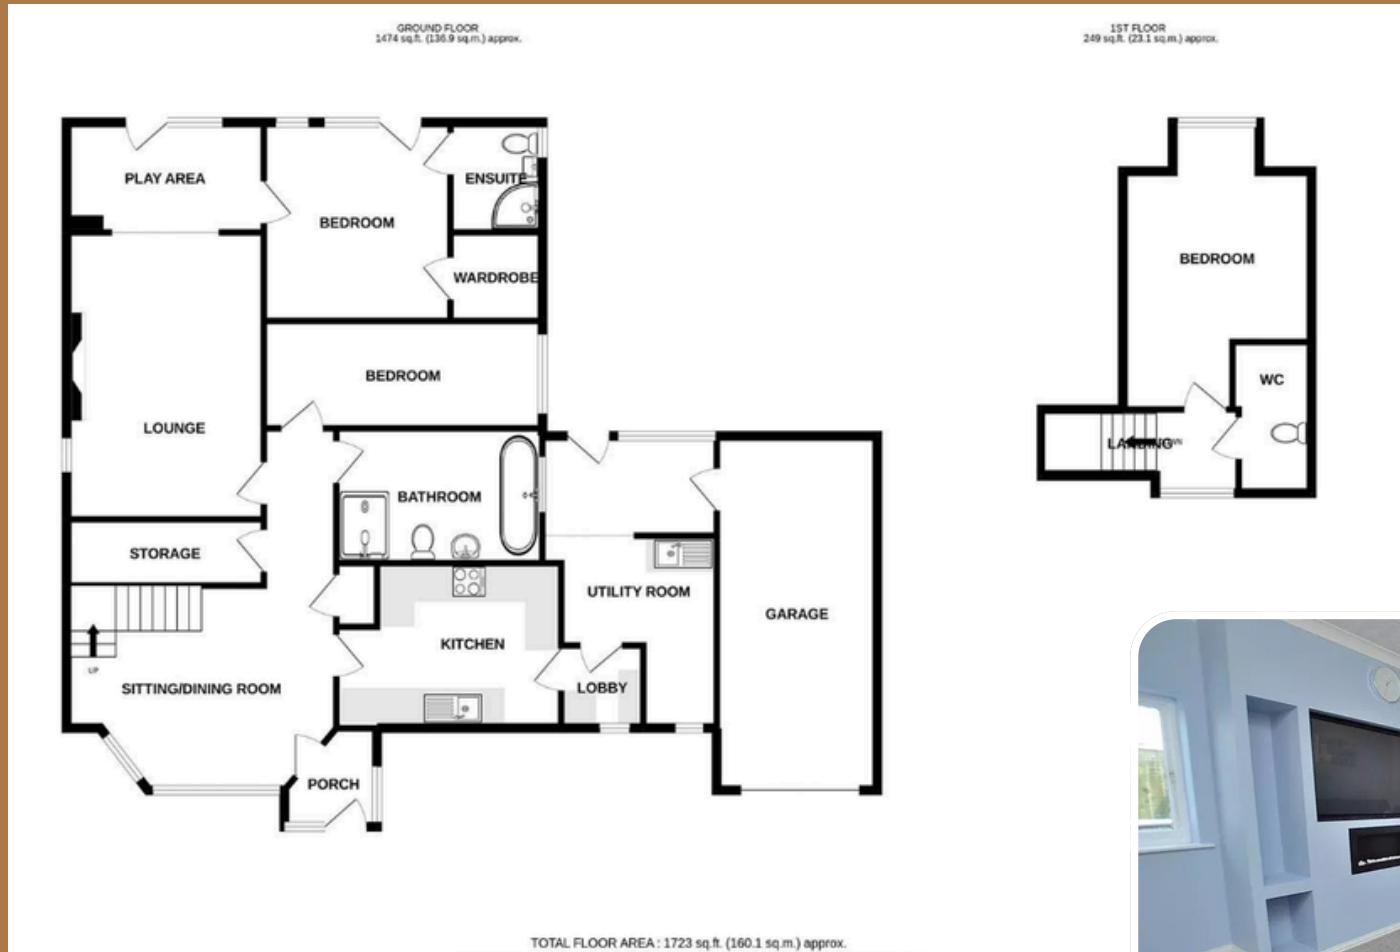 GROUND FLOOR
1474 sq.ft. (136.9 sq.m.) approx.
1ST FLOOR
249 sq.ft. (23.1 sq.m.) approx.
PLAY AREA
ENSUITE
BEDROOM
WARDROBE
BEDROOM
LOUNGE
BATHROOM
STORAGE
UTILITY ROOM
GARAGE
KITCHEN
UP
SITTING/DINING ROOM
LOBBY
PORCH
BEDROOM
WC
LANDING
TOTAL FLOOR AREA : 1723 sq.ft. (160.1 sq.m.) approx.